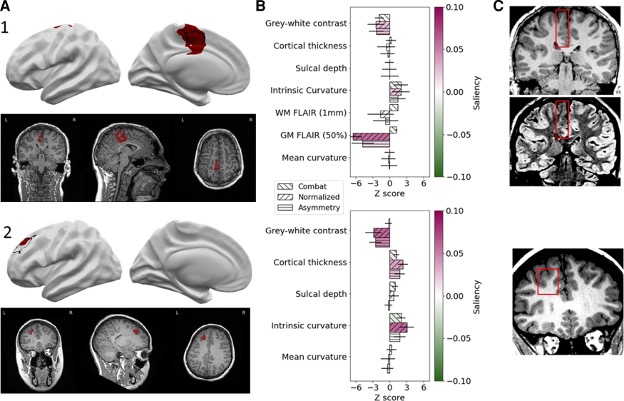 A
B
C
1
Grey-white contrast
Cortical thickness
Sulcal depth
Intrinsic Curvature
WM FLAIR (1mm)
GM FLAIR (50%)
Mean curvature
−6 −3 0 3 6
Z score
0.10
0.05
0.00
−0.05
−0.10
Saliency
L R L R
Combat
Normalized
Asymmetry
2
Grey-white contrast
Cortical thickness
Sulcal depth
Intrinsic curvature
Mean curvature
−6 −3 0 3 6
Z score
0.10
0.05
0.00
−0.05
−0.10
Saliency
L R L R